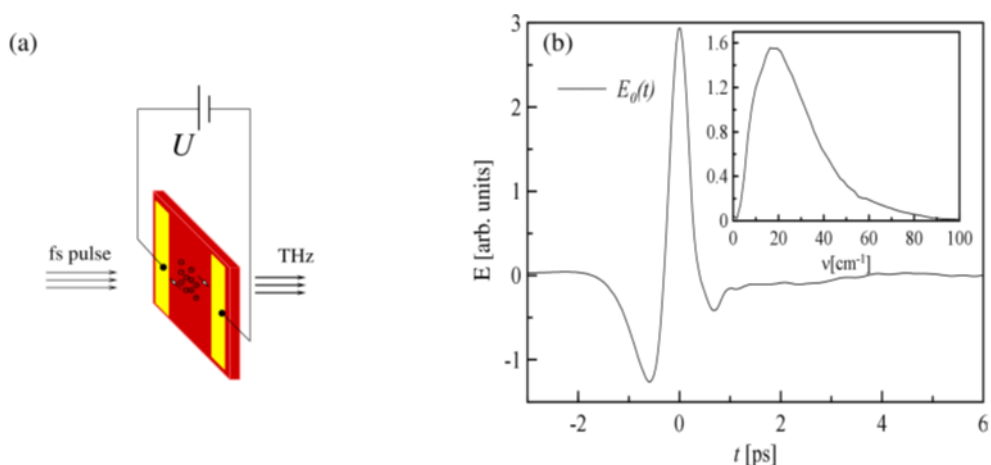 (a)
U
fs pulse
THz
(b)
E₀(t)
E [arb. units]
3
2
1
0
-1
-2
0
2
4
6
t [ps]
1.6
1.2
0.8
0.4
0
0
20
40
60
80
100
ν[cm⁻¹]